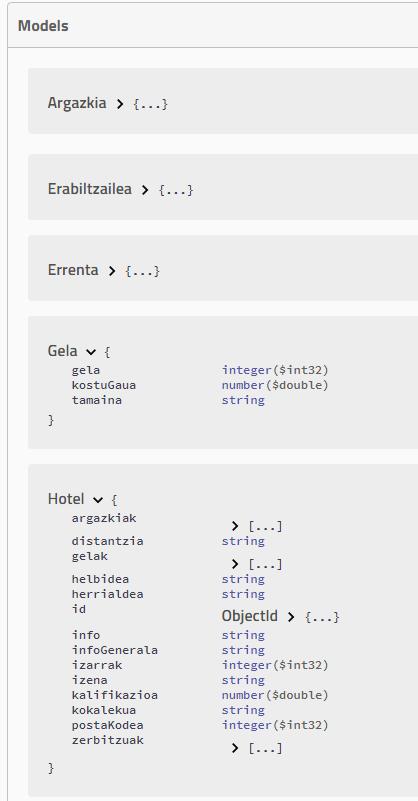 Models
Argazkia > {...}
Erabiltzailea > {...}
Errenta > {...}
Gela {
gela integer($int32)
kostuGaua number($double)
tamaina string
}
Hotel {
argazkiak > [...]
distantzia string
gelak > [...]
helbidea string
herrialdea string
id ObjectId > {...}
info string
infoGenerala string
izarrak integer($int32)
izena string
kalifikazioa number($double)
kokalekua string
postaKodea integer($int32)
zerbitzuak > [...]
}